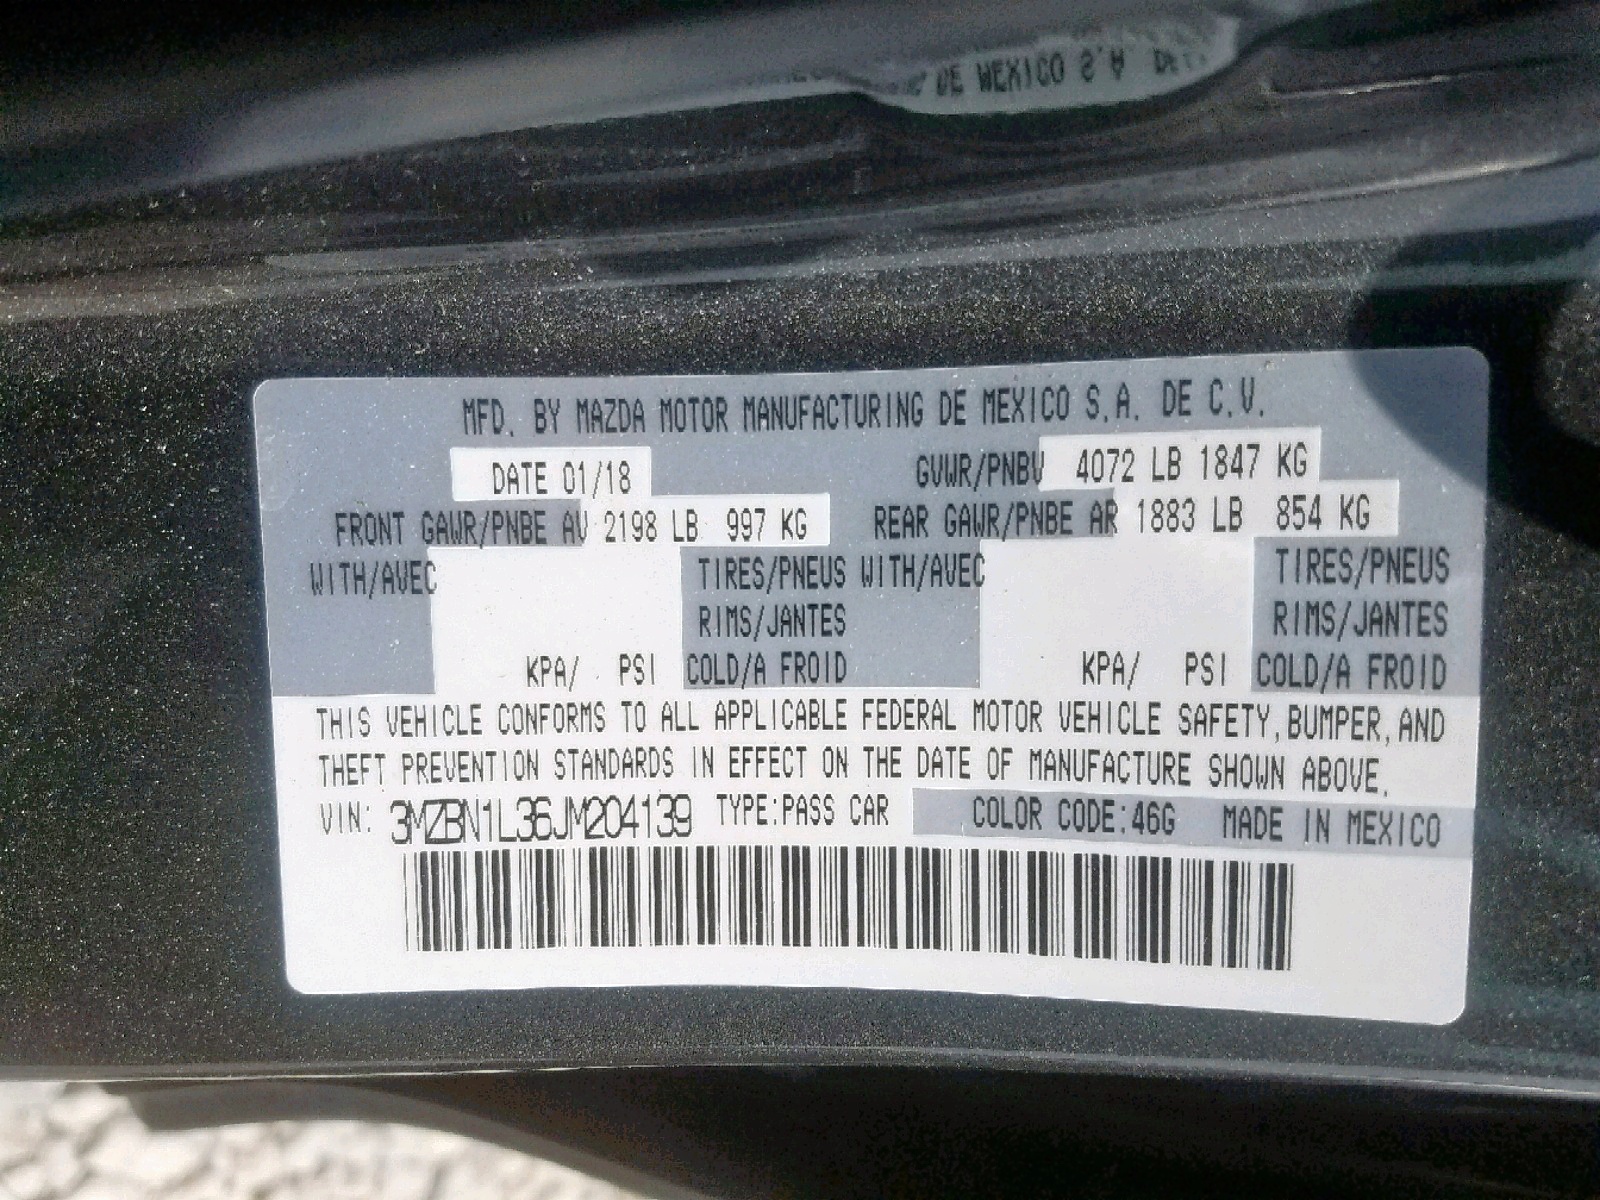 MFD. BY MAZDA MOTOR MANUFACTURING DE MEXICO S.A. DE C.V.
DATE 01/18 GVWR/PNBV 4072 LB 1847 KG
FRONT GAWR/PNBE AV 2198 LB 997 KG REAR GAWR/PNBE AR 1883 LB 854 KG
WITH/AVEC TIRES/PNEUS WITH/AVEC TIRES/PNEUS
RIMS/JANTES RIMS/JANTES
KPA/ PSI COLD/A FROID KPA/ PSI COLD/A FROID
THIS VEHICLE CONFORMS TO ALL APPLICABLE FEDERAL MOTOR VEHICLE SAFETY, BUMPER, AND
THEFT PREVENTION STANDARDS IN EFFECT ON THE DATE OF MANUFACTURE SHOWN ABOVE.
VIN: 3MZBN1L36JM204139 TYPE:PASS CAR COLOR CODE:46G MADE IN MEXICO